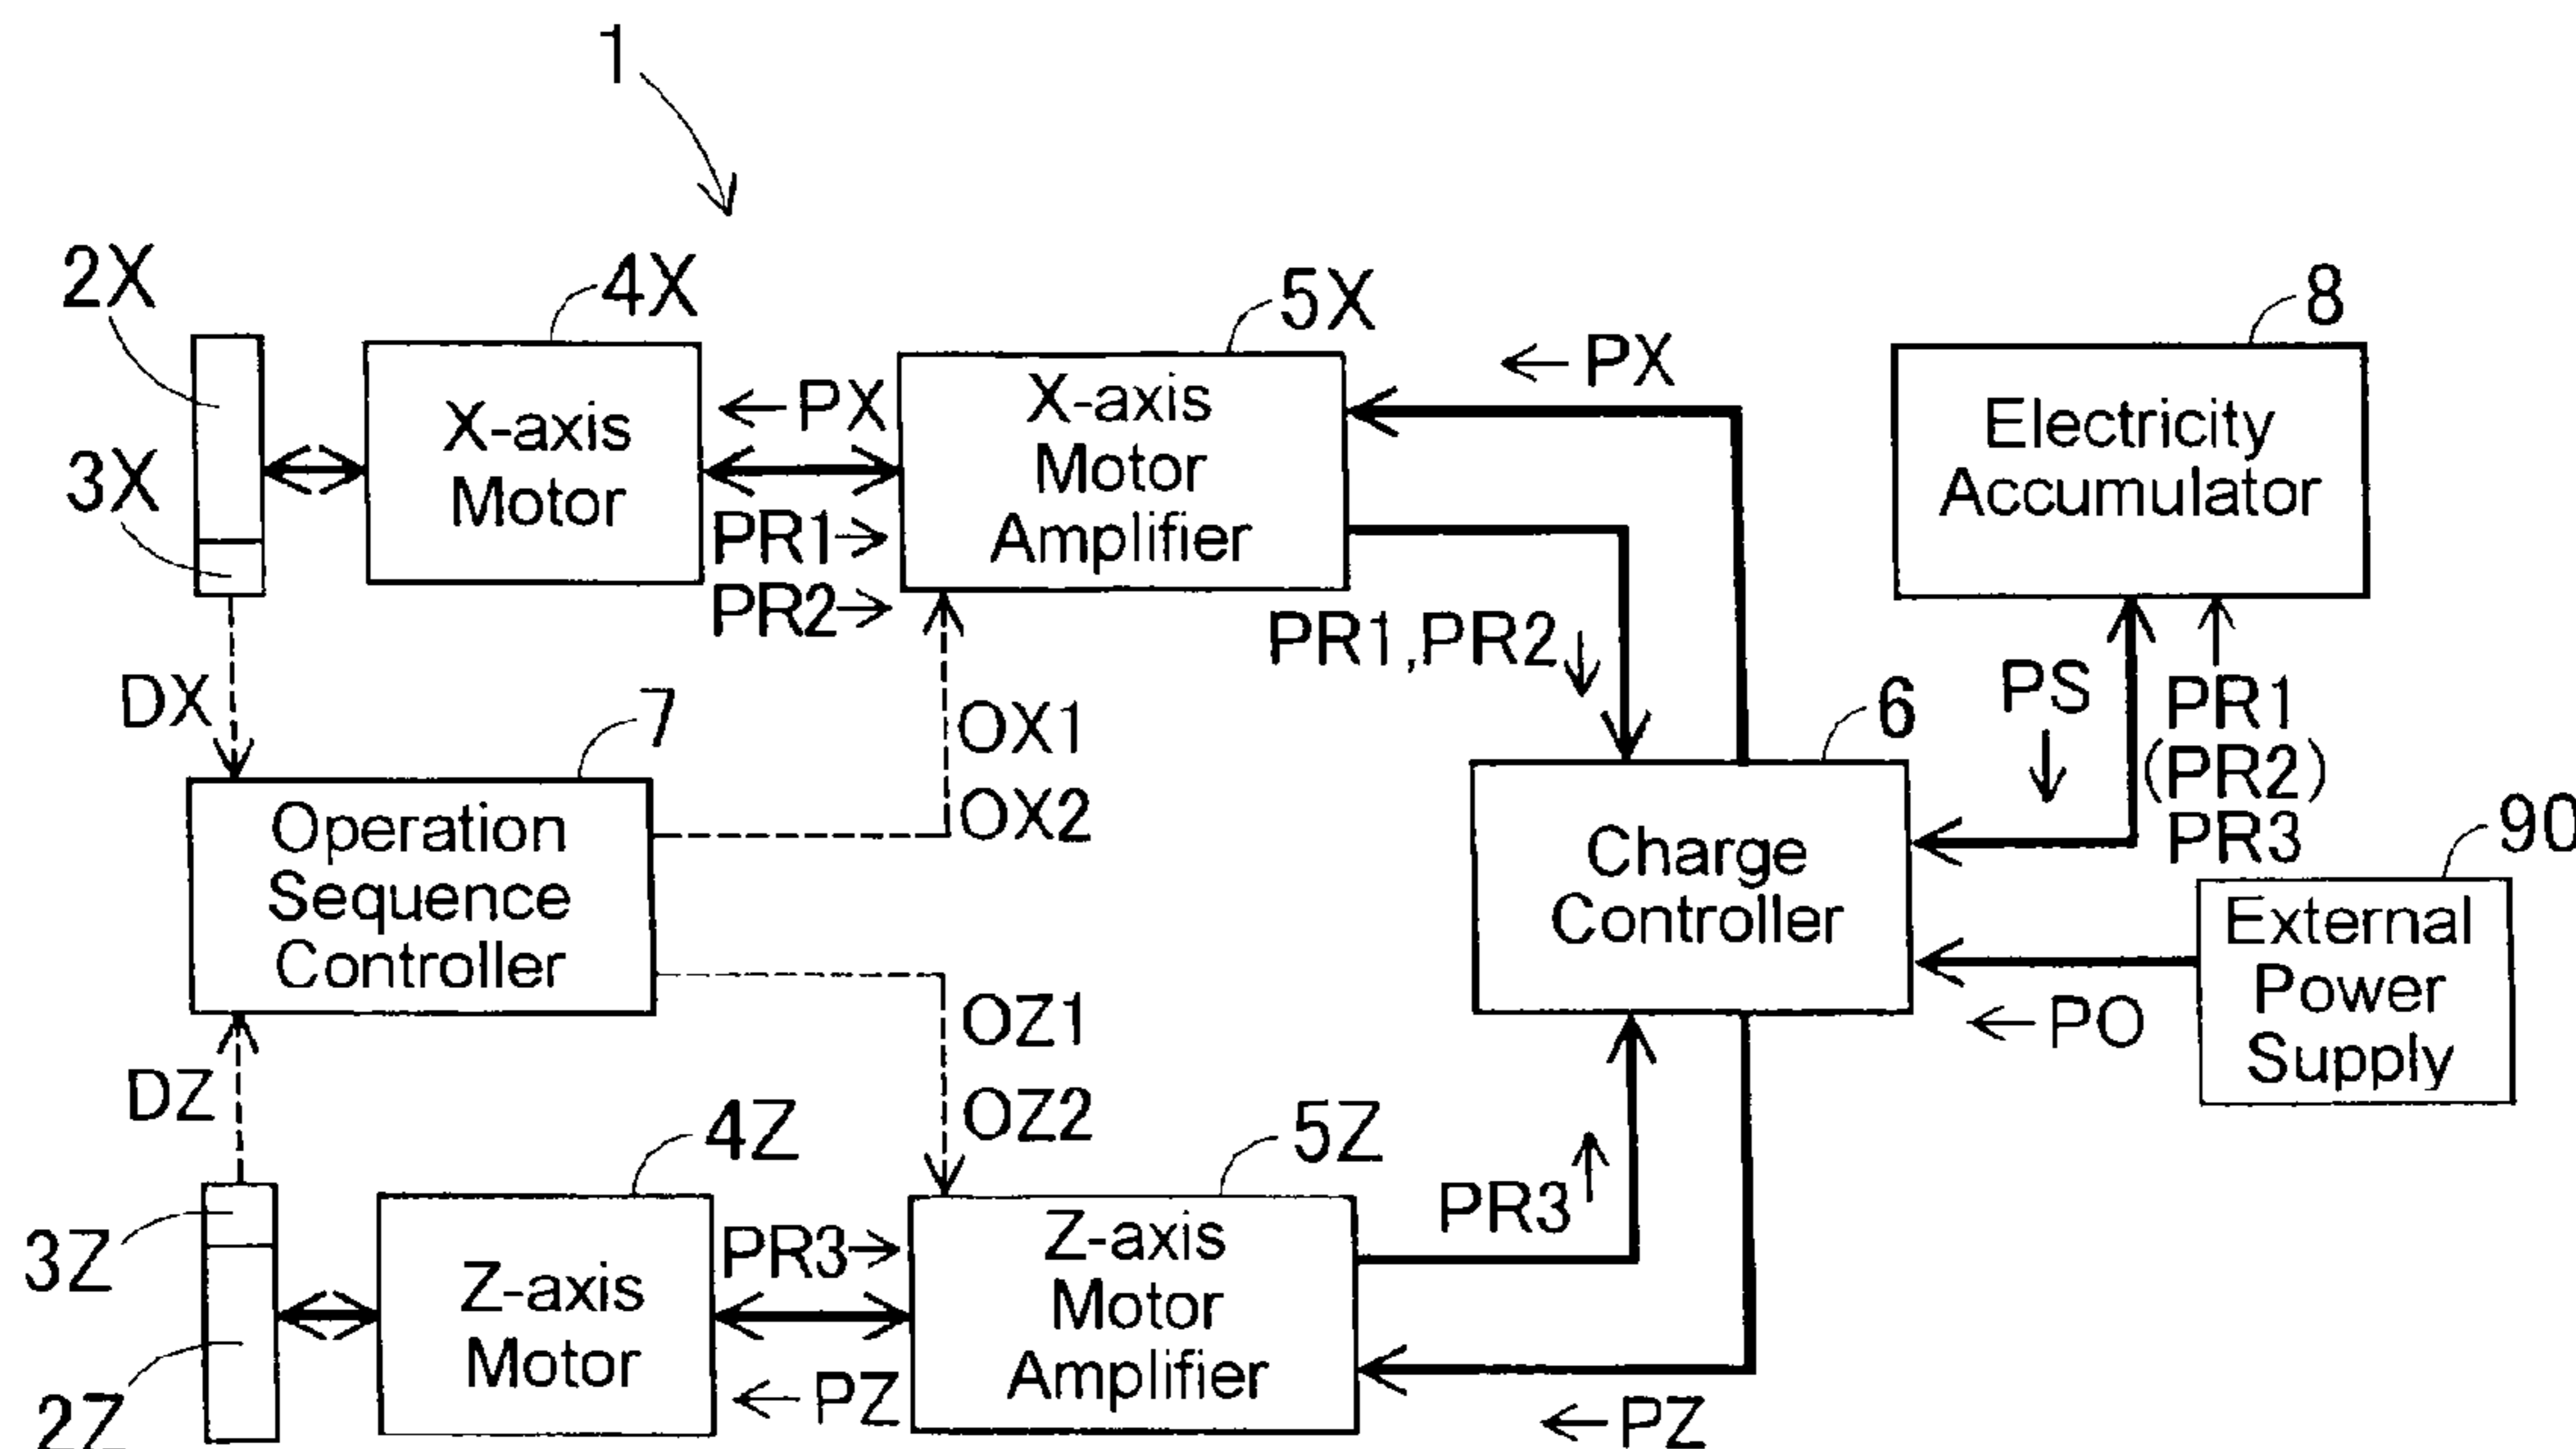 1
2X
3X
4X
X-axis
Motor
←PX
PR1→
PR2→
5X
X-axis
Motor
Amplifier
←PX
PR1,PR2↓
8
Electricity
Accumulator
PS
↓
PR1
(PR2)
PR3
DX
7
Operation
Sequence
Controller
OX1
OX2
OZ1
OZ2
6
Charge
Controller
90
External
Power
Supply
←PO
DZ
3Z
2Z
4Z
Z-axis
Motor
PR3→
←PZ
5Z
Z-axis
Motor
Amplifier
PR3↑
←PZ